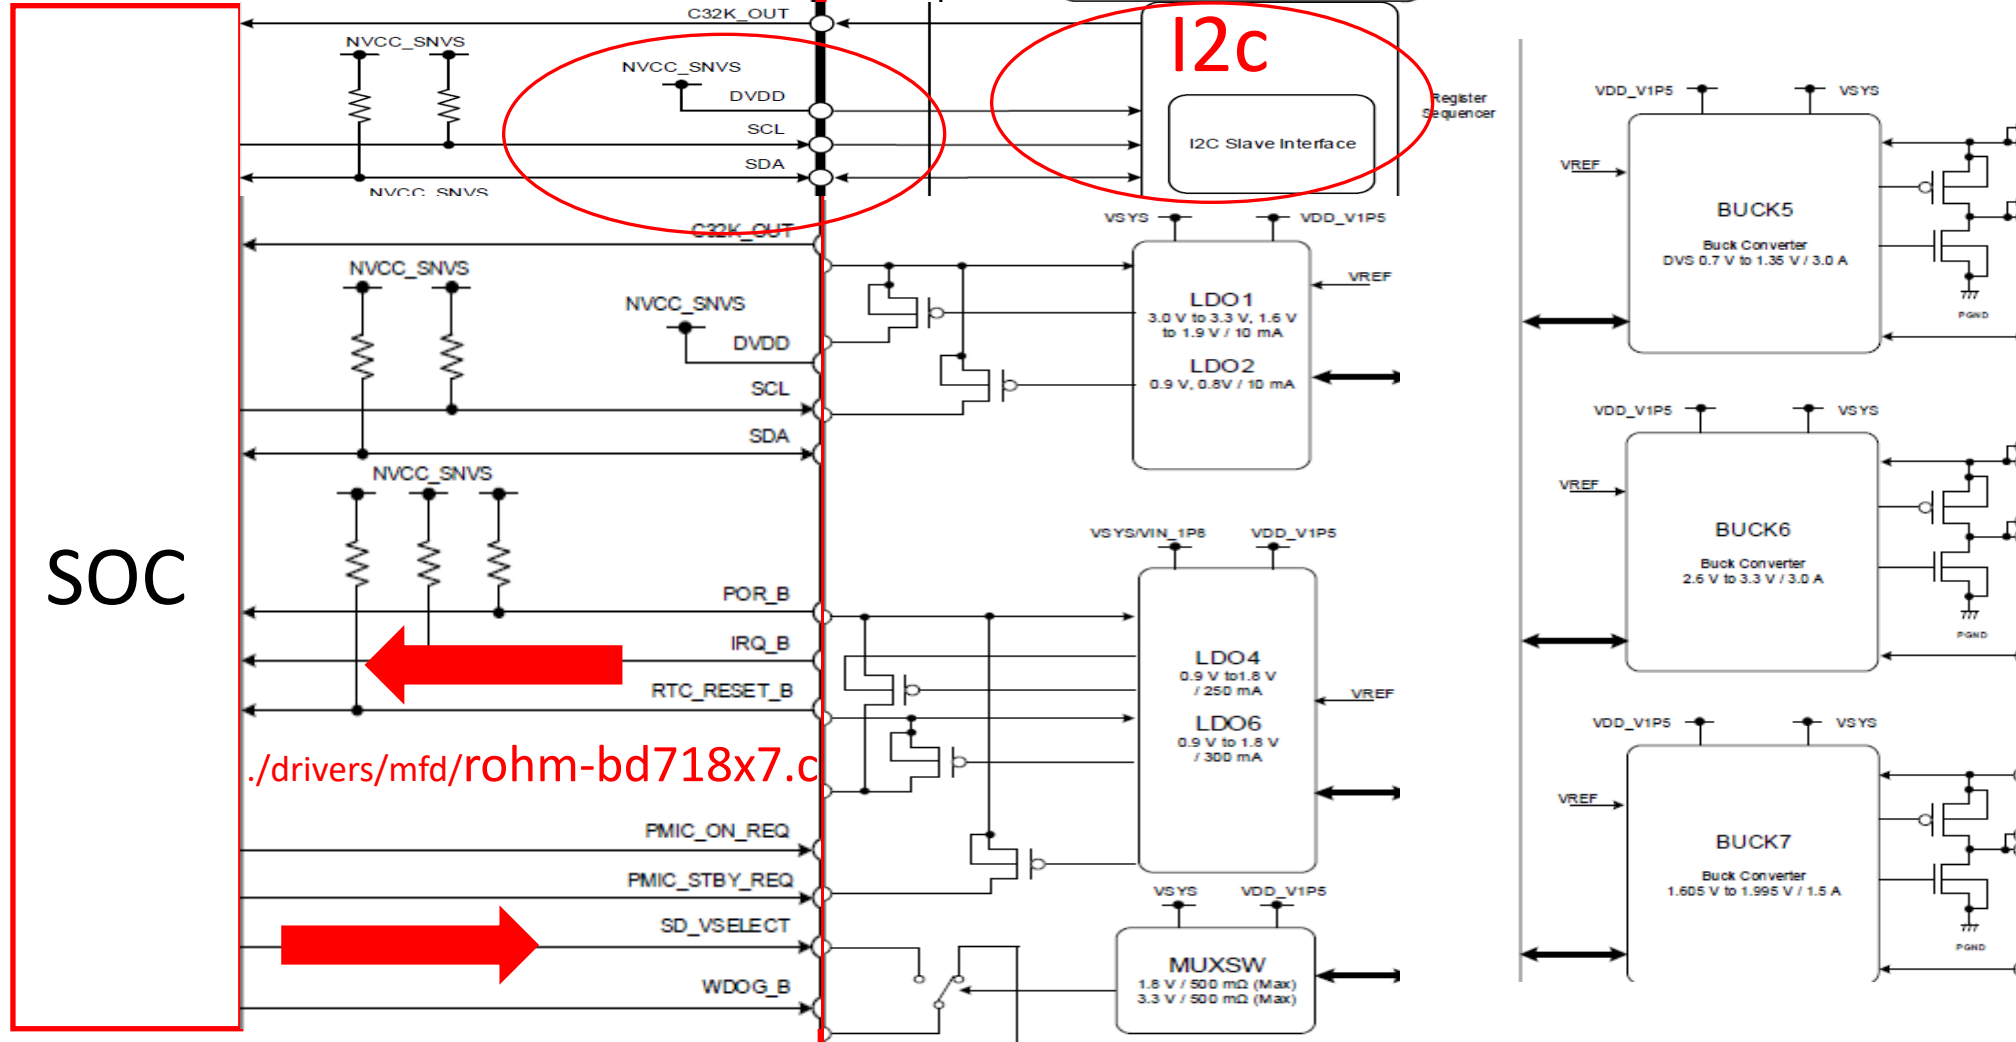 SOC
C32K_OUT
NVCC_SNVS
NVCC_SNVS
DVDD
SCL
SDA
NVCC_SNVS
I2c
I2C Slave Interface
Register
Sequencer
C32K_OUT
NVCC_SNVS
NVCC_SNVS
DVDD
SCL
SDA
NVCC_SNVS
POR_B
IRQ_B
RTC_RESET_B
./drivers/mfd/rohm-bd718x7.c
PMIC_ON_REQ
PMIC_STBY_REQ
SD_VSELECT
WDOG_B
VSYS
VDD_V1P5
VREF
LDO1
3.0 V to 3.3 V, 1.6 V
to 1.9 V / 10 mA
LDO2
0.9 V, 0.8V / 10 mA
VSYS/VIN_1P8
VDD_V1P5
LDO4
0.9 V to1.8 V
/ 250 mA
VREF
LDO6
0.9 V to 1.8 V
/ 300 mA
VSYS
VDD_V1P5
MUXSW
1.8 V / 500 mΩ (Max)
3.3 V / 500 mΩ (Max)
VDD_V1P5
VSYS
VREF
BUCK5
Buck Converter
DVS 0.7 V to 1.35 V / 3.0 A
PGND
VDD_V1P5
VSYS
VREF
BUCK6
Buck Converter
2.6 V to 3.3 V / 3.0 A
PGND
VDD_V1P5
VSYS
VREF
BUCK7
Buck Converter
1.605 V to 1.995 V / 1.5 A
PGND